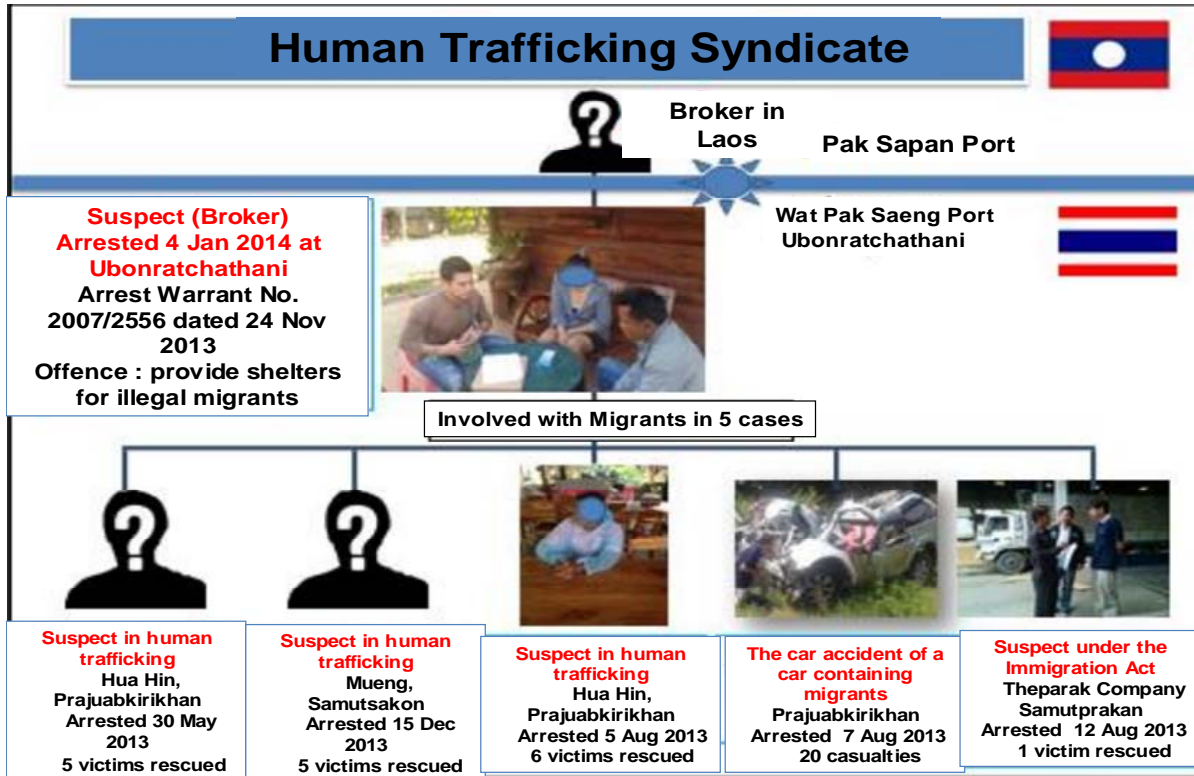 Human Trafficking Syndicate
Broker in
Laos
Pak Sapan Port
Wat Pak Saeng Port
Ubonratchathani
Suspect (Broker)
Arrested 4 Jan 2014 at
Ubonratchathani
Arrest Warrant No.
2007/2556 dated 24 Nov
2013
Offence : provide shelters
for illegal migrants
Involved with Migrants in 5 cases
Suspect in human
trafficking
Hua Hin,
Prajuabkirikhan
Arrested 30 May
2013
5 victims rescued
Suspect in human
trafficking
Mueng,
Samutsakon
Arrested 15 Dec
2013
5 victims rescued
Suspect in human
trafficking
Hua Hin,
Prajuabkirikhan
Arrested 5 Aug 2013
6 victims rescued
The car accident of a
car containing
migrants
Prajuabkirikhan
Arrested 7 Aug 2013
20 casualties
Suspect under the
Immigration Act
Theparak Company
Samutprakan
Arrested 12 Aug 2013
1 victim rescued